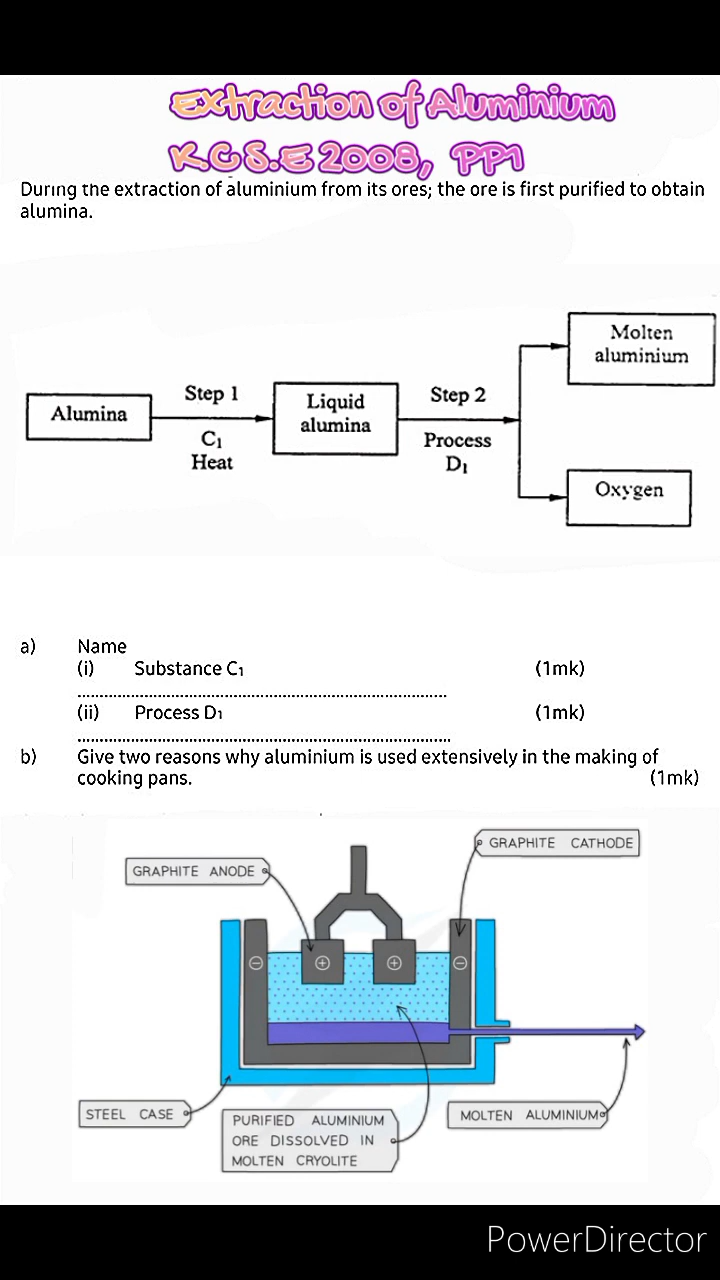 Extraction of Aluminium
K.C.S.E 2008, PP1
During the extraction of aluminium from its ores; the ore is first purified to obtain
alumina.
Alumina
Step 1
C₁
Heat
Liquid
alumina
Step 2
Process
D₁
Molten
aluminium
Oxygen
a) Name
(i) Substance C₁ (1mk)
................................................................................
(ii) Process D₁ (1mk)
................................................................................
b) Give two reasons why aluminium is used extensively in the making of
cooking pans. (1mk)
GRAPHITE CATHODE
GRAPHITE ANODE
STEEL CASE
PURIFIED ALUMINIUM
ORE DISSOLVED IN
MOLTEN CRYOLITE
MOLTEN ALUMINIUM
PowerDirector